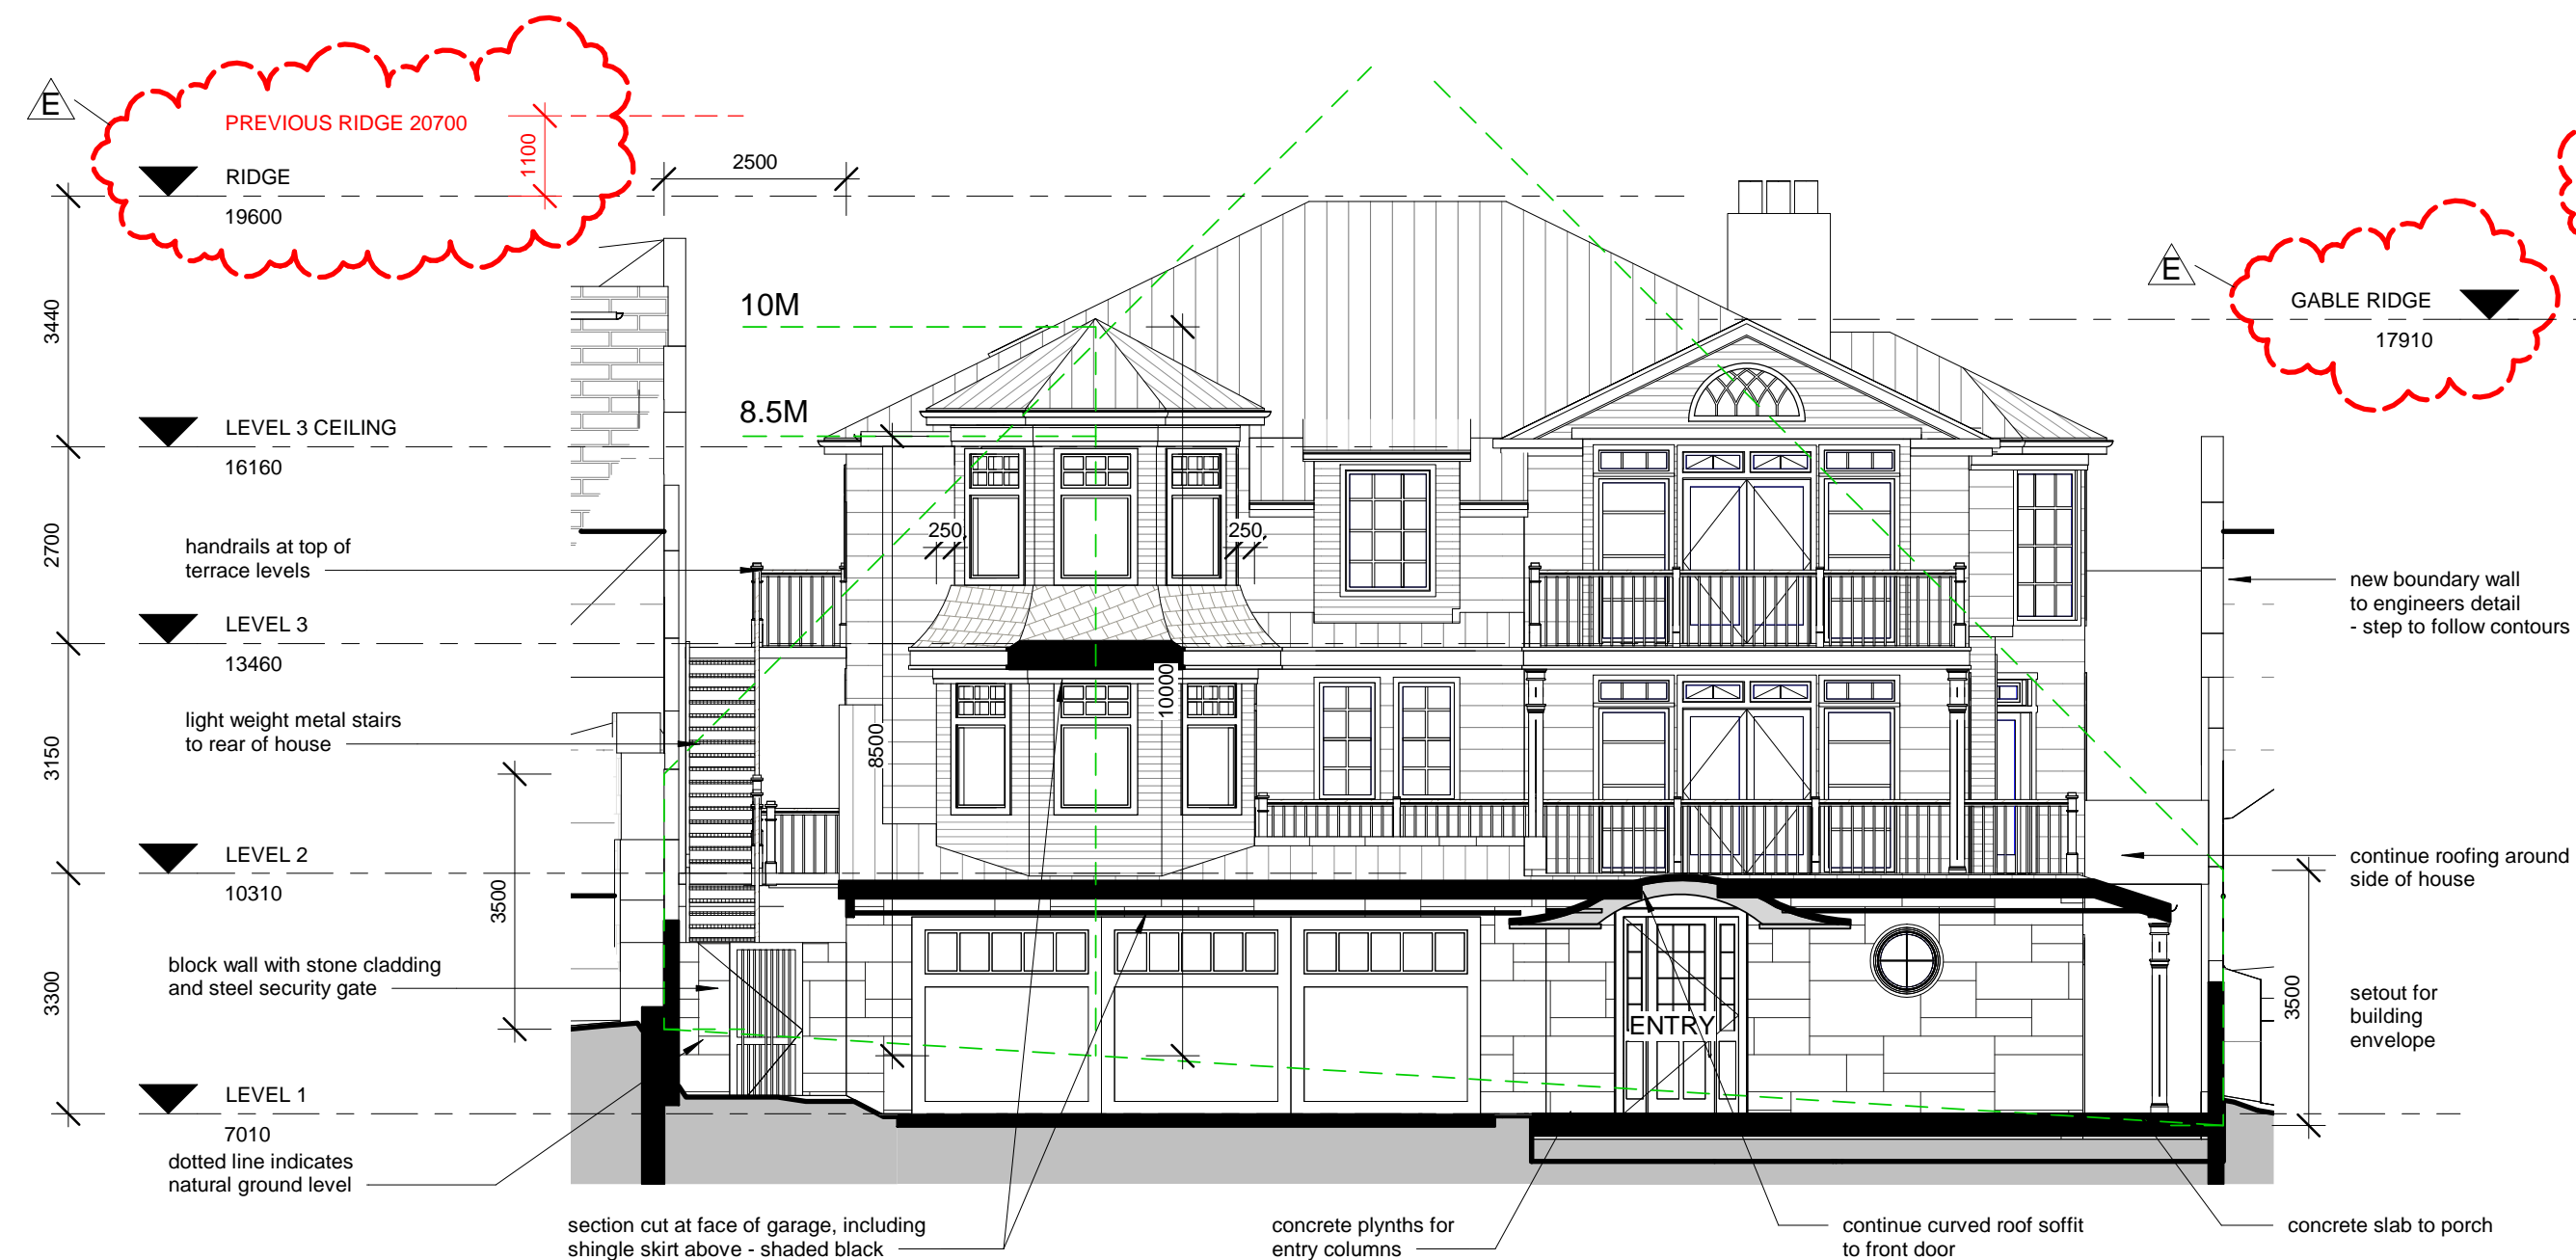 E
PREVIOUS RIDGE 20700
1100
RIDGE
19600
2500
E
GABLE RIDGE
17910
10M
8.5M
3440
LEVEL 3 CEILING
16160
2700
handrails at top of
terrace levels
250
250
new boundary wall
to engineers detail
- step to follow contours
LEVEL 3
13460
3150
light weight metal stairs
to rear of house
8500
10000
LEVEL 2
10310
3500
continue roofing around
side of house
3300
block wall with stone cladding
and steel security gate
ENTRY
3500
setout for
building
envelope
LEVEL 1
7010
dotted line indicates
natural ground level
section cut at face of garage, including
shingle skirt above - shaded black
concrete plynths for
entry columns
continue curved roof soffit
to front door
concrete slab to porch